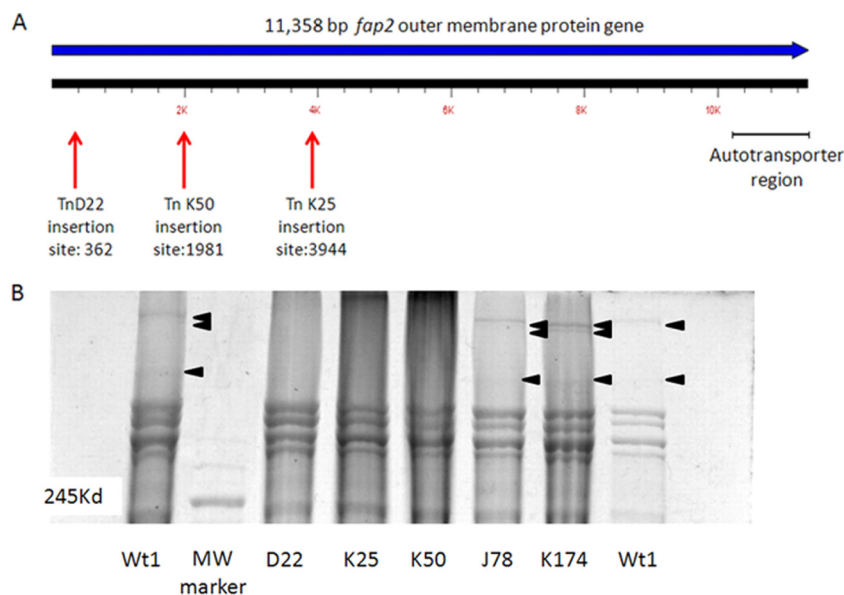 A
11,358 bp fap2 outer membrane protein gene
2K 4K 6K 8K 10K
Autotransporter
region
TnD22
insertion
site: 362
Tn K50
insertion
site:1981
Tn K25
insertion
site:3944
B
245Kd
Wt1 MW D22 K25 K50 J78 K174 Wt1
marker